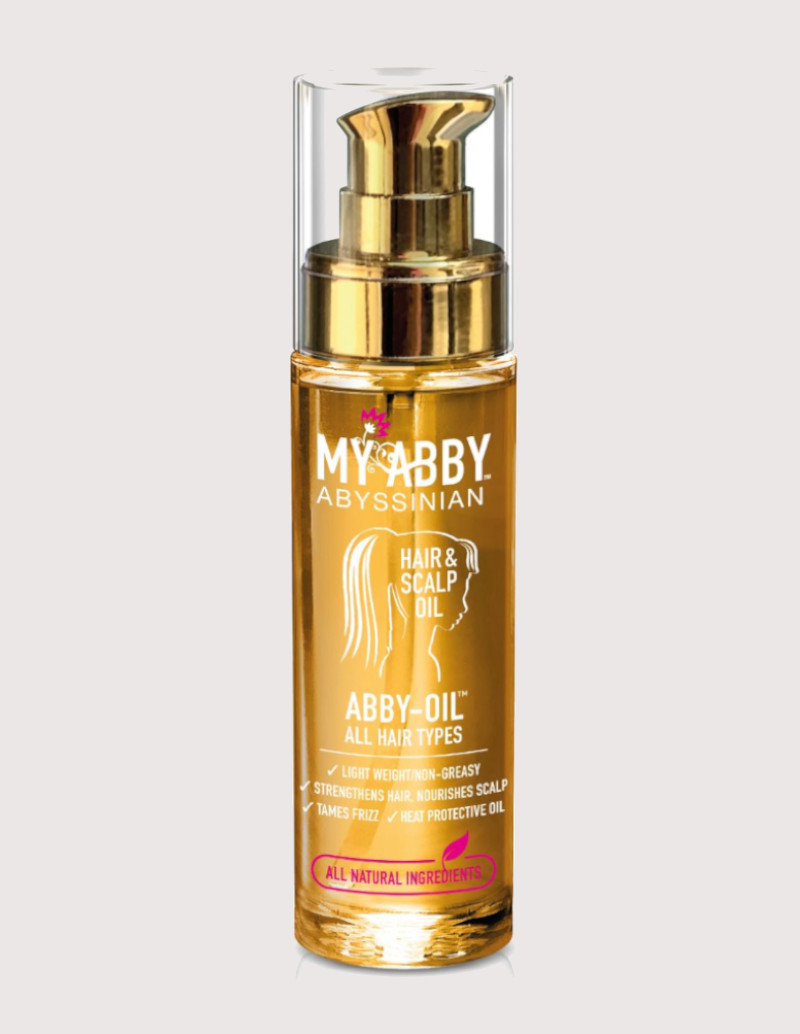 MY ABBY™
ABYSSINIAN
HAIR &
SCALP
OIL
ABBY-OIL™
ALL HAIR TYPES
✓ LIGHT WEIGHT/NON-GREASY
✓ STRENGTHENS HAIR, NOURISHES SCALP
✓ TAMES FRIZZ ✓ HEAT PROTECTIVE OIL
ALL NATURAL INGREDIENTS